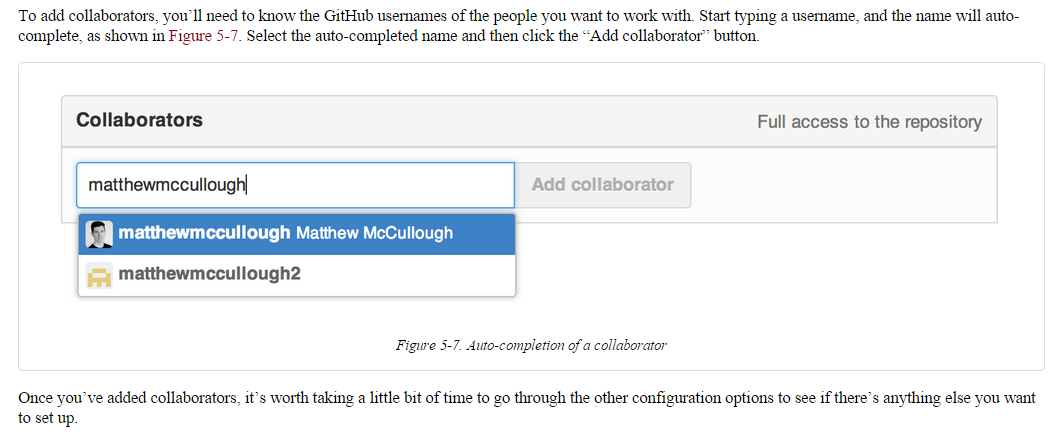 To add collaborators, you’ll need to know the GitHub usernames of the people you want to work with. Start typing a username, and the name will auto-
complete, as shown in Figure 5-7. Select the auto-completed name and then click the “Add collaborator” button.
Collaborators
Full access to the repository
matthewmccullough
Add collaborator
matthewmccullough Matthew McCullough
matthewmccullough2
Figure 5-7. Auto-completion of a collaborator
Once you’ve added collaborators, it’s worth taking a little bit of time to go through the other configuration options to see if there’s anything else you want
to set up.